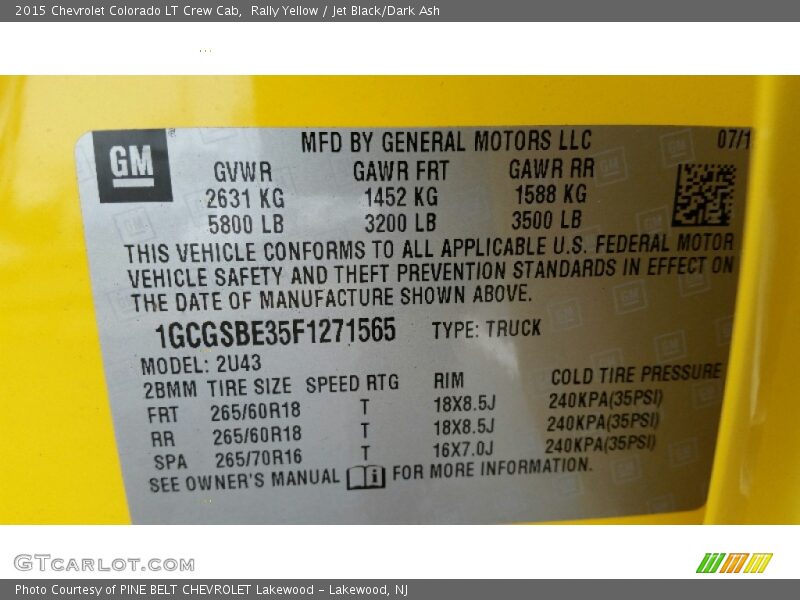 2015 Chevrolet Colorado LT Crew Cab,  Rally Yellow / Jet Black/Dark Ash
GM
MFD BY GENERAL MOTORS LLC 07/1
GVWR GAWR FRT GAWR RR
2631 KG 1452 KG 1588 KG
5800 LB 3200 LB 3500 LB
THIS VEHICLE CONFORMS TO ALL APPLICABLE U.S. FEDERAL MOTOR
VEHICLE SAFETY AND THEFT PREVENTION STANDARDS IN EFFECT ON
THE DATE OF MANUFACTURE SHOWN ABOVE.
1GCGSBE35F1271565 TYPE: TRUCK
MODEL: 2U43
2BMM TIRE SIZE SPEED RTG RIM COLD TIRE PRESSURE
FRT 265/60R18 T 18X8.5J 240KPA(35PSI)
RR 265/60R18 T 18X8.5J 240KPA(35PSI)
SPA 265/70R16 T 16X7.0J 240KPA(35PSI)
SEE OWNER'S MANUAL FOR MORE INFORMATION.
GTCarLot.com
Photo Courtesy of PINE BELT CHEVROLET Lakewood - Lakewood, NJ